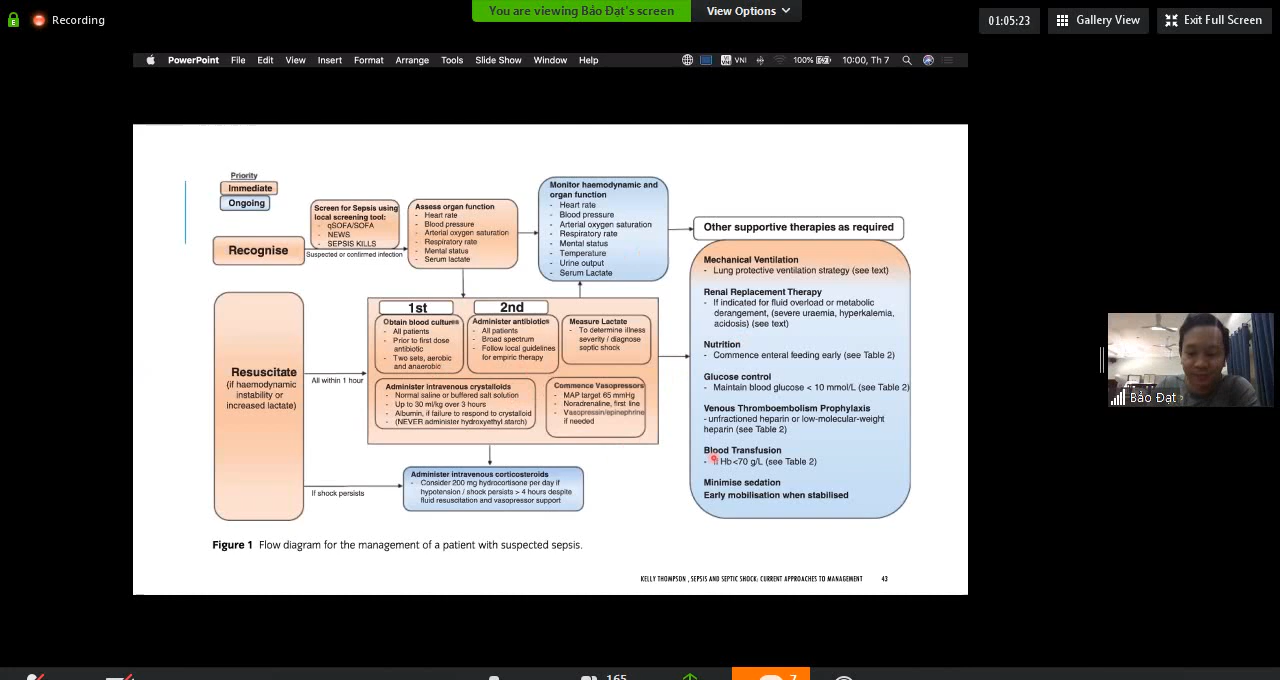 Recording
You are viewing Bảo Đạt's screen
View Options
01:05:23
Gallery View
Exit Full Screen
PowerPoint File Edit View Insert Format Arrange Tools Slide Show Window Help
VNI
100%
10:00, Th 7
Priority
Immediate
Ongoing
Recognise
Screen for Sepsis using
local screening tool:
- qSOFA/SOFA
- NEWS
- SEPSIS KILLS
Suspected or confirmed infection
Assess organ function
- Heart rate
- Blood pressure
- Arterial oxygen saturation
- Respiratory rate
- Mental status
- Serum lactate
Monitor haemodynamic and
organ function
- Heart rate
- Blood pressure
- Arterial oxygen saturation
- Respiratory rate
- Mental status
- Temperature
- Urine output
- Serum Lactate
Other supportive therapies as required
Mechanical Ventilation
- Lung protective ventilation strategy (see text)
Renal Replacement Therapy
- If indicated for fluid overload or metabolic
derangement, (severe uraemia, hyperkalemia,
acidosis) (see text)
Nutrition
- Commence enteral feeding early (see Table 2)
Glucose control
- Maintain blood glucose < 10 mmol/L (see Table 2)
Venous Thromboembolism Prophylaxis
- unfractioned heparin or low-molecular-weight
heparin (see Table 2)
Blood Transfusion
- Hb<70 g/L (see Table 2)
Minimise sedation
Early mobilisation when stabilised
Resuscitate
(if haemodynamic
instability or
increased lactate)
All within 1 hour
1st
Obtain blood cultures
- All patients
- Prior to first dose
antibiotic
- Two sets, aerobic
and anaerobic
2nd
Administer antibiotics
- All patients
- Broad spectrum
- Follow local guidelines
for empiric therapy
Measure Lactate
- To determine illness
severity / diagnose
septic shock
Administer intravenous crystalloids
- Normal saline or buffered salt solution
- Up to 30 ml/kg over 3 hours
- Albumin, if failure to respond to crystalloid
- (NEVER administer hydroxyethyl starch)
Commence Vasopressors
- MAP target 65 mmHg
- Noradrenaline, first line
- Vasopressin/epinephrine
if needed
If shock persists
Administer intravenous corticosteroids
- Consider 200 mg hydrocortisone per day if
hypotension / shock persists > 4 hours despite
fluid resuscitation and vasopressor support
Figure 1 Flow diagram for the management of a patient with suspected sepsis.
KELLY THOMPSON , SEPSIS AND SEPTIC SHOCK: CURRENT APPROACHES TO MANAGEMENT 43
Bảo Đạt
165
7